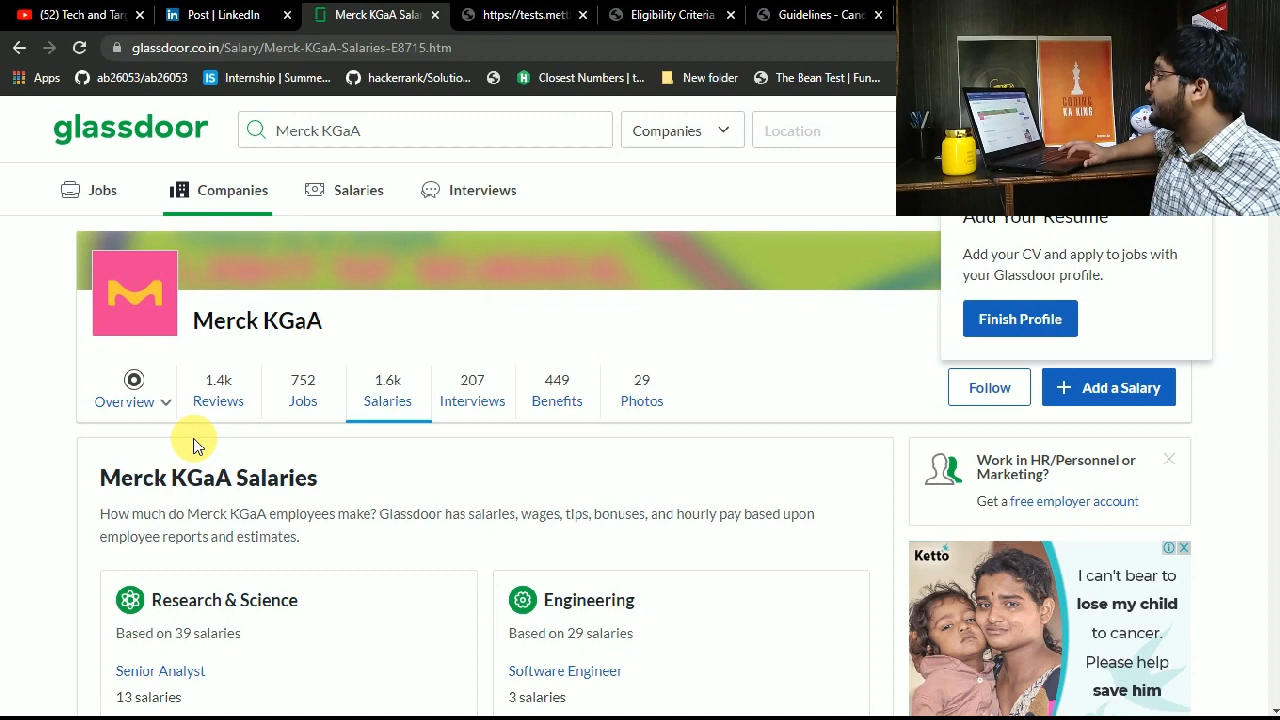 (52) Tech and Targ
Post | LinkedIn
Merck KGaA Sala
https://tests.mettl
Eligibility Criteria
Guidelines - Cand
glassdoor.co.in/Salary/Merck-KGaA-Salaries-E8715.htm
Apps
ab26053/ab26053
IS
Internship | Summe...
hackerrank/Solutio...
Closest Numbers | t...
New folder
The Bean Test | Fun...
glassdoor
Merck KGaA
Companies
Location
Jobs
Companies
Salaries
Interviews
CODING
KA KING
Add Your Resume
Add your CV and apply to jobs with
your Glassdoor profile.
Finish Profile
Merck KGaA
Overview
1.4k
Reviews
752
Jobs
1.6k
Salaries
207
Interviews
449
Benefits
29
Photos
Follow
+ Add a Salary
Merck KGaA Salaries
How much do Merck KGaA employees make? Glassdoor has salaries, wages, tips, bonuses, and hourly pay based upon
employee reports and estimates.
Research & Science
Based on 39 salaries
Senior Analyst
13 salaries
Engineering
Based on 29 salaries
Software Engineer
3 salaries
Work in HR/Personnel or
Marketing?
Get a free employer account
Ketto
I can't bear to
lose my child
to cancer.
Please help
save him